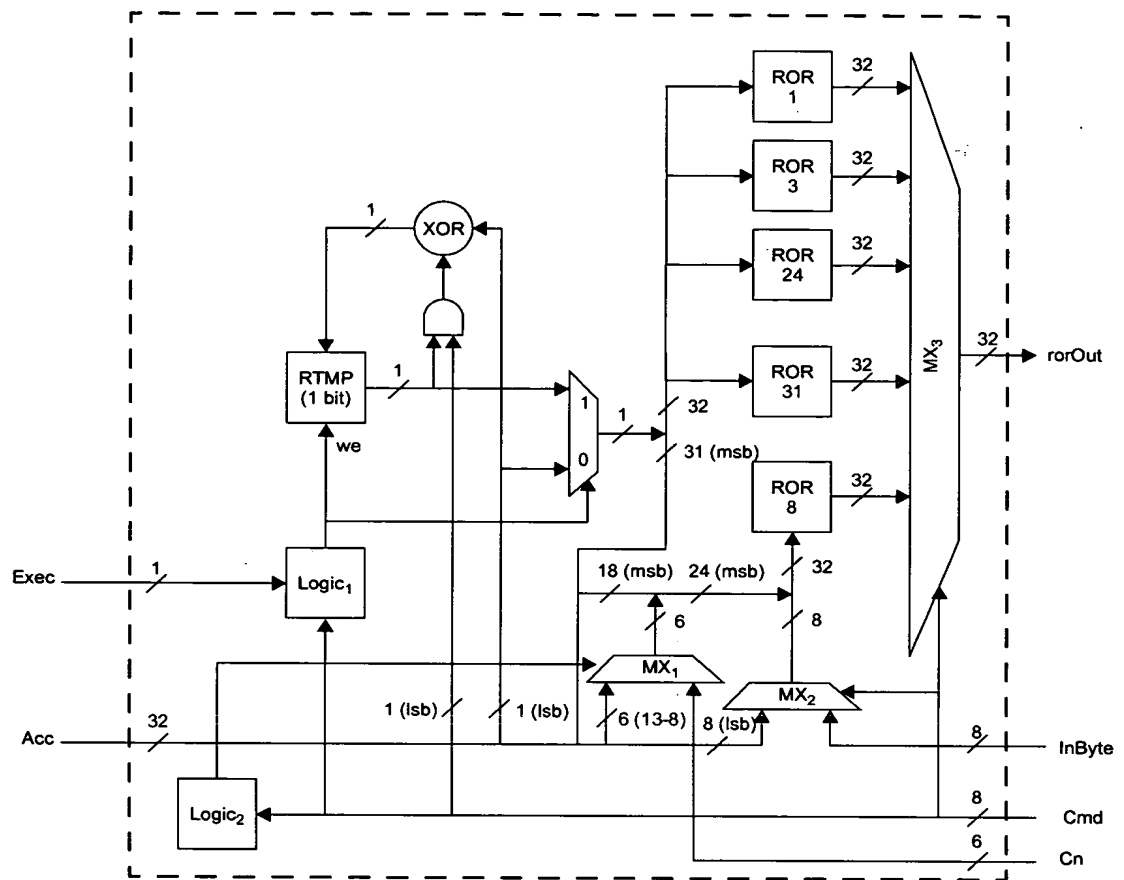 32
ROR
1
32
ROR
3
1
XOR
32
ROR
24
RTMP
(1 bit)
1
we
1
0
1
32
31 (msb)
32
ROR
31
MX3
32
rorOut
32
ROR
8
Exec
1
Logic1
18 (msb)
24 (msb)
32
6
8
MX1
MX2
1 (lsb)
1 (lsb)
6 (13-8)
8 (lsb)
Acc
32
8
InByte
Logic2
8
Cmd
6
Cn